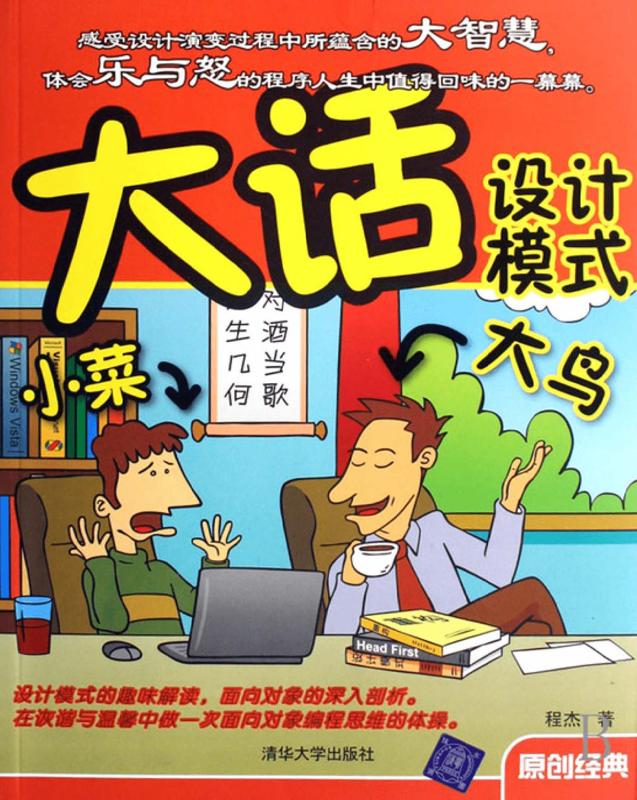 感受设计演变过程中所蕴含的大智慧,
体会乐与怒的程序人生中值得回味的一幕幕。
大话
设计
模式
大鸟
小菜
对酒当歌
生几何
Windows Vista
Microsoft
重构
Head First
设计模式的趣味解读，面向对象的深入剖析。
在诙谐与温馨中做一次面向对象编程思维的体操。
程杰 著
清华大学出版社
B
原创经典